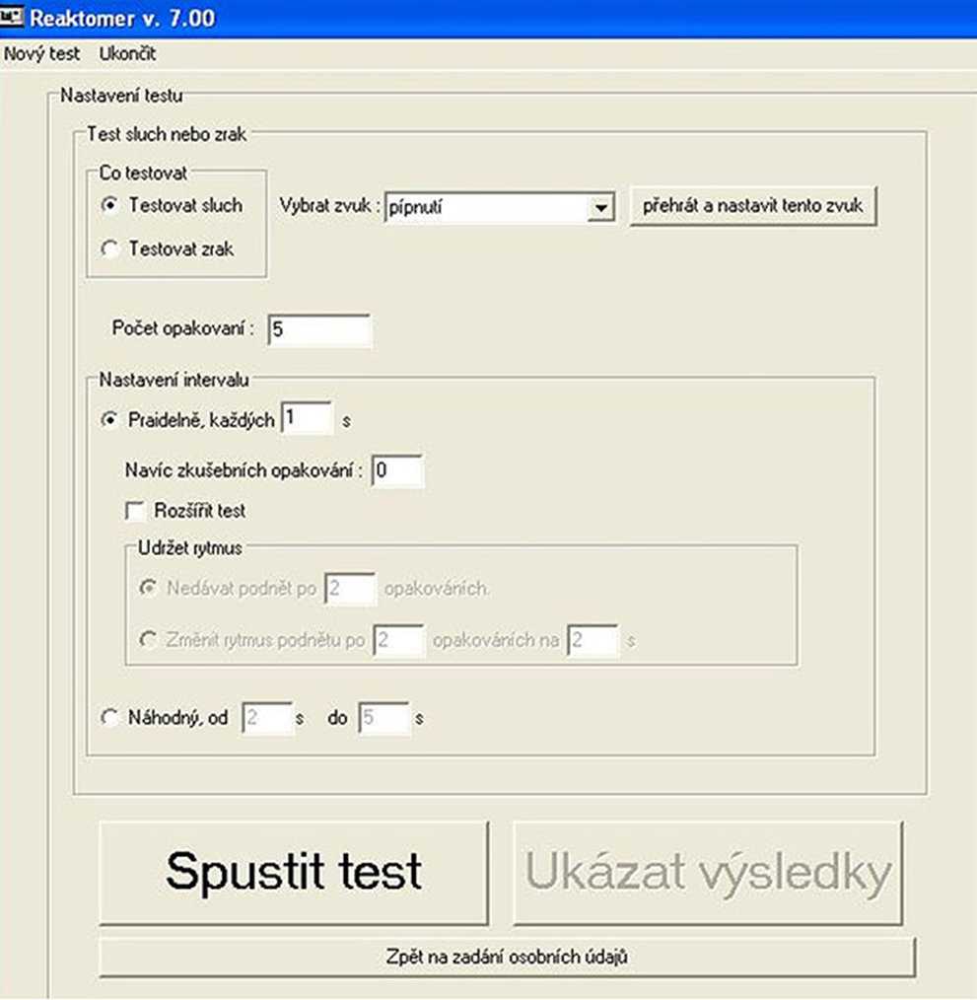 Reaktomer v. 7.00
Nový test Ukončit
Nastavení testu
Test sluch nebo zrak
Co testovat
Testovat sluch Vybrat zvuk : pípnutí přehrát a nastavit tento zvuk
Testovat zrak
Počet opakovaní : 5
Nastavení intervalu
Praidelně, každých 1 s
Navíc zkušebních opakování : 0
Rozšířit test
Udržet rytmus
Nedávat podnět po 2 opakováních.
Změnit rytmus podnětu po 2 opakováních na 2 s
Náhodný, od 2 s do 5 s
Spustit test Ukázat výsledky
Zpět na zadání osobních údajů